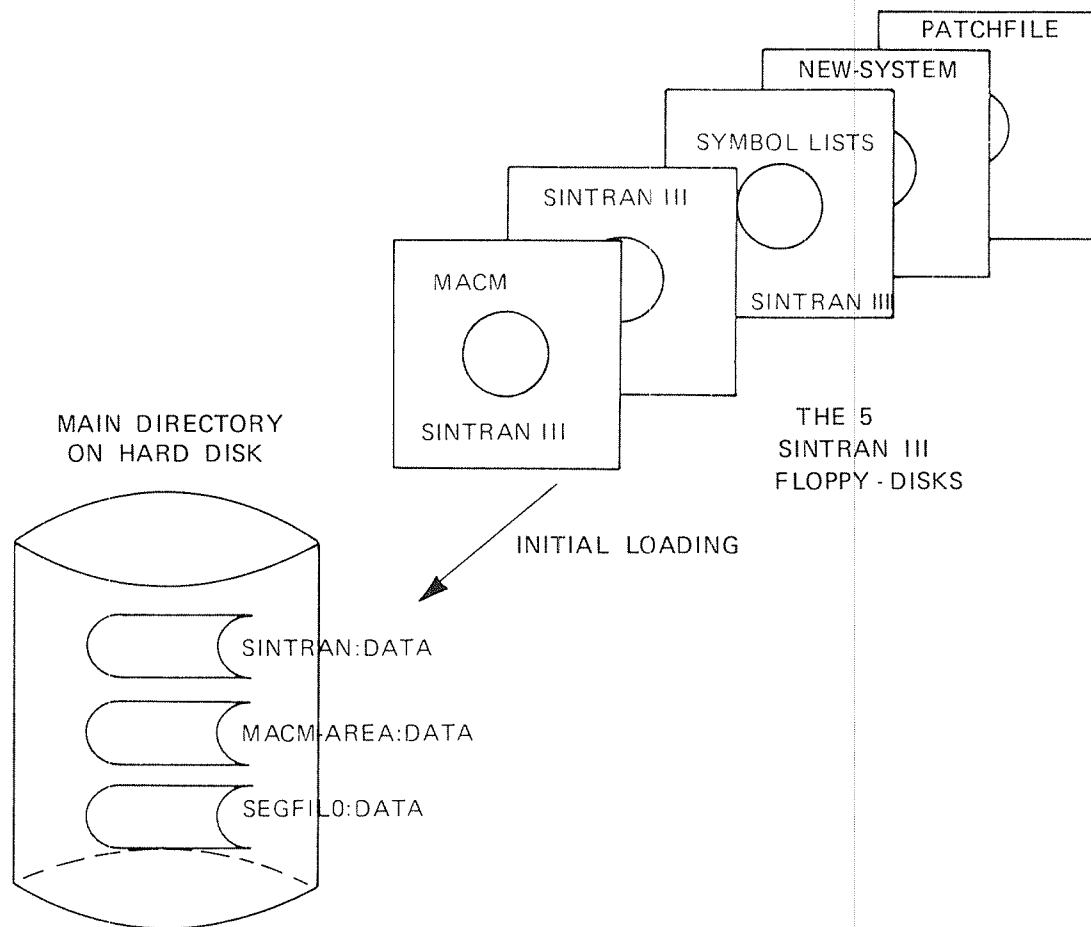 PATCHFILE
NEW-SYSTEM
SYMBOL LISTS
SINTRAN III
SINTRAN III
MACM
SINTRAN III
THE 5
SINTRAN III
FLOPPY - DISKS
MAIN DIRECTORY
ON HARD DISK
INITIAL LOADING
SINTRAN:DATA
MACM-AREA:DATA
SEGFIL0:DATA